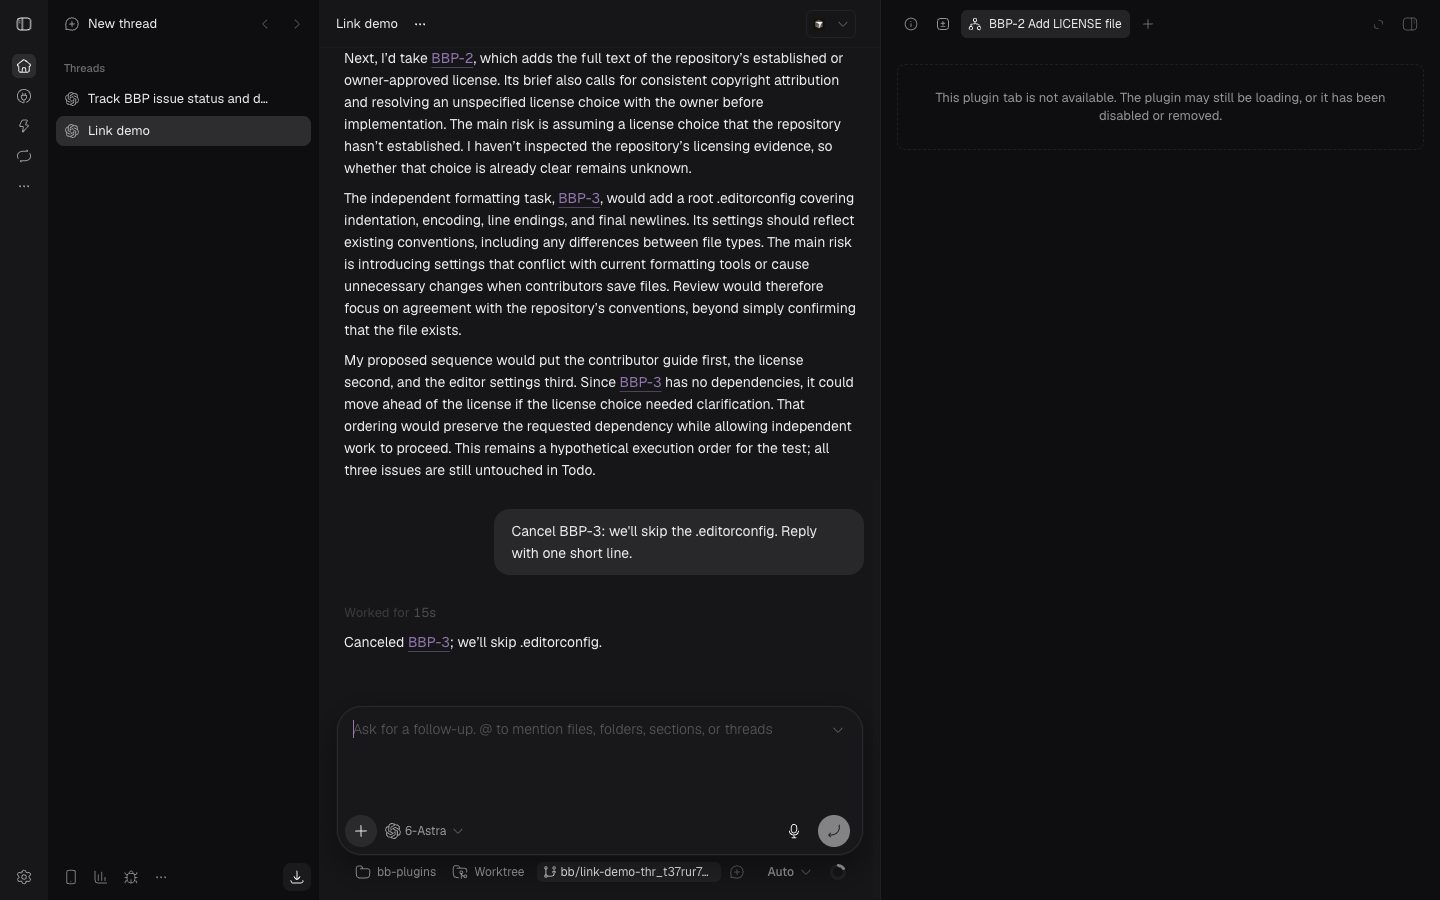 New thread
Threads
Track BBP issue status and d...
Link demo
Link demo
Next, I'd take BBP-2, which adds the full text of the repository's established or
owner-approved license. Its brief also calls for consistent copyright attribution
and resolving an unspecified license choice with the owner before
implementation. The main risk is assuming a license choice that the repository
hasn't established. I haven't inspected the repository's licensing evidence, so
whether that choice is already clear remains unknown.
The independent formatting task, BBP-3, would add a root .editorconfig covering
indentation, encoding, line endings, and final newlines. Its settings should reflect
existing conventions, including any differences between file types. The main risk
is introducing settings that conflict with current formatting tools or cause
unnecessary changes when contributors save files. Review would therefore
focus on agreement with the repository's conventions, beyond simply confirming
that the file exists.
My proposed sequence would put the contributor guide first, the license
second, and the editor settings third. Since BBP-3 has no dependencies, it could
move ahead of the license if the license choice needed clarification. That
ordering would preserve the requested dependency while allowing independent
work to proceed. This remains a hypothetical execution order for the test; all
three issues are still untouched in Todo.
Cancel BBP-3: we'll skip the .editorconfig. Reply
with one short line.
Worked for 15s
Canceled BBP-3; we'll skip .editorconfig.
Ask for a follow-up. @ to mention files, folders, sections, or threads
6-Astra
bb-plugins
Worktree
bb/link-demo-thr_t37rur7...
Auto
BBP-2 Add LICENSE file
This plugin tab is not available. The plugin may still be loading, or it has been
disabled or removed.